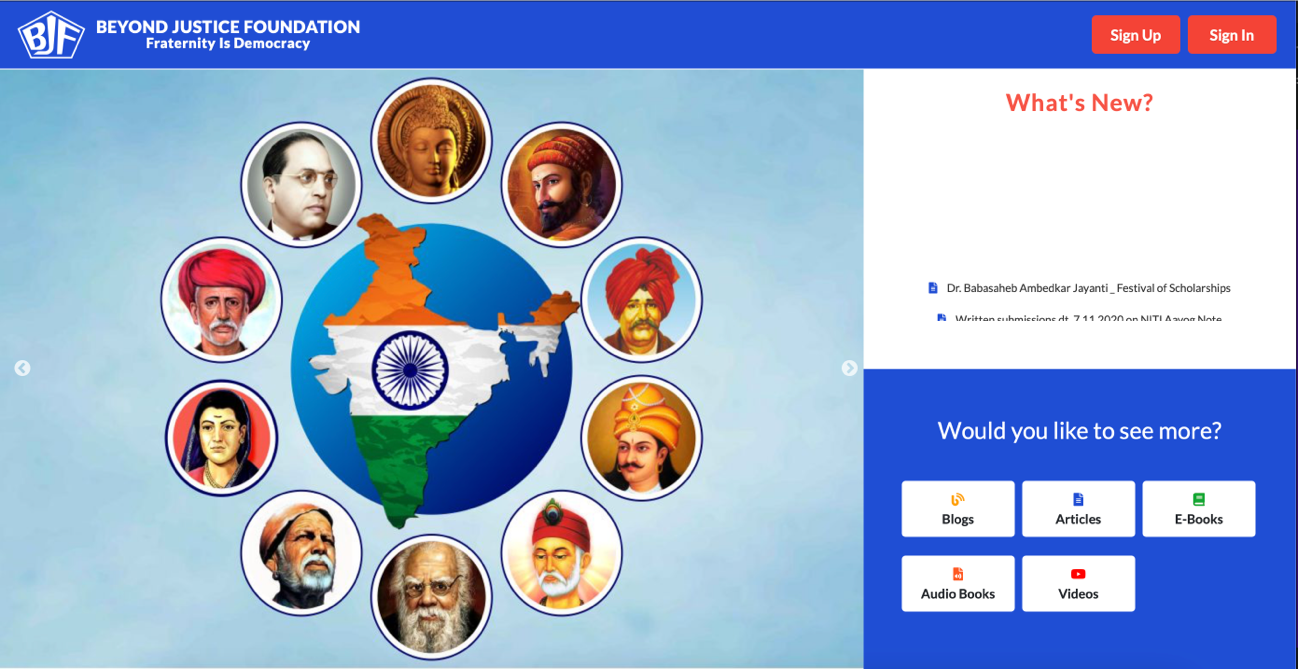 BJF
BEYOND JUSTICE FOUNDATION
Fraternity Is Democracy
Sign Up
Sign In
What's New?
Dr. Babasaheb Ambedkar Jayanti _ Festival of Scholarships
Written submissions dt. 7.11.2020 on NITI Aayog Note
Would you like to see more?
Blogs
Articles
E-Books
Audio Books
Videos